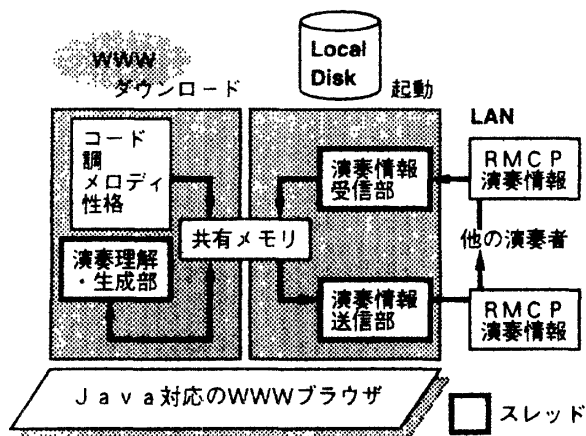 WWW
ダウンロード
Local
Disk
起動
LAN
コード
調
メロディ
性格
演奏理解
・生成部
共有メモリ
演奏情報
受信部
演奏情報
送信部
RMCP
演奏情報
他の演奏者
RMCP
演奏情報
Java対応のWWWブラウザ
スレッド